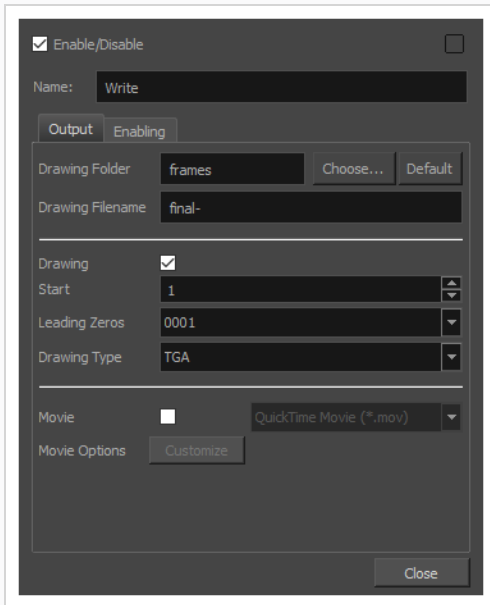 Enable/Disable
Name: Write
Output Enabling
Drawing Folder frames Choose... Default
Drawing Filename final-
Drawing
Start 1
Leading Zeros 0001
Drawing Type TGA
Movie QuickTime Movie (*.mov)
Movie Options Customize
Close